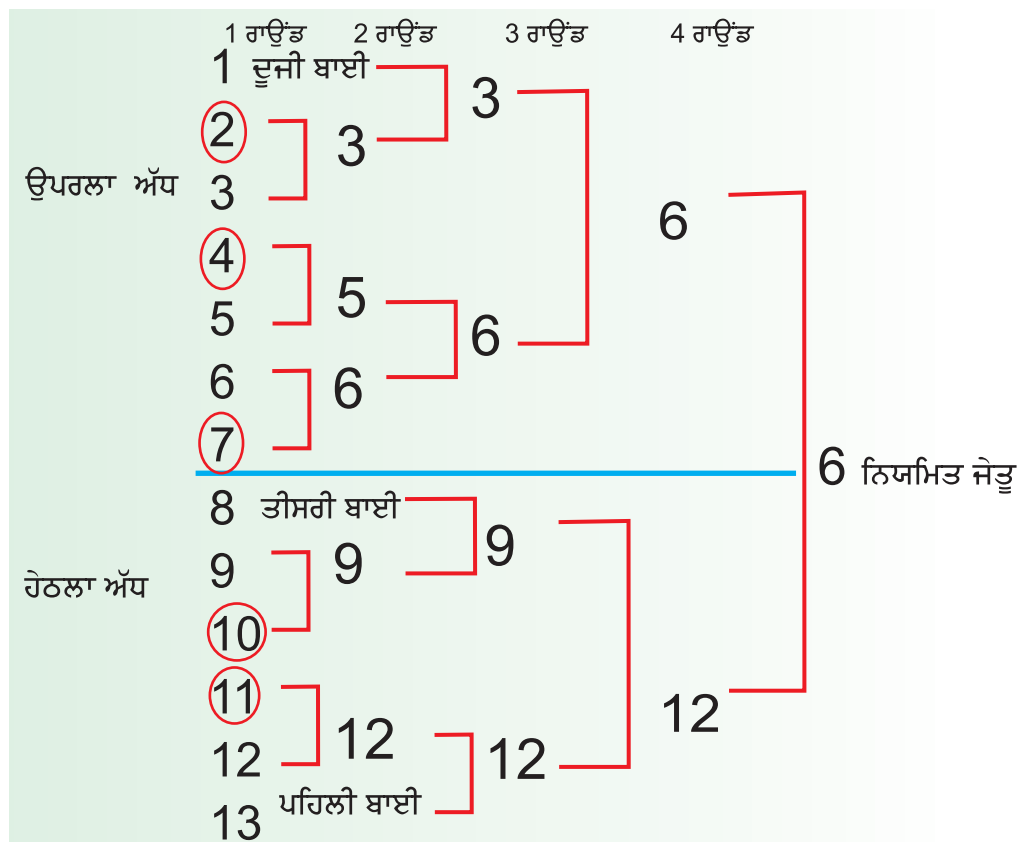 1 ਰਾਉਂਡ 2 ਰਾਉਂਡ 3 ਰਾਉਂਡ 4 ਰਾਉਂਡ
1 ਦੂਜੀ ਬਾਈ 3
2 3
ਉਪਰਲਾ ਅੱਧ 3 6
4
5 5 6
6 6
7
6 ਨਿਯਮਿਤ ਜੇਤੂ
8 ਤੀਸਰੀ ਬਾਈ 9
9 9
ਹੇਠਲਾ ਅੱਧ
10
11 12
12 12 12
13 ਪਹਿਲੀ ਬਾਈ